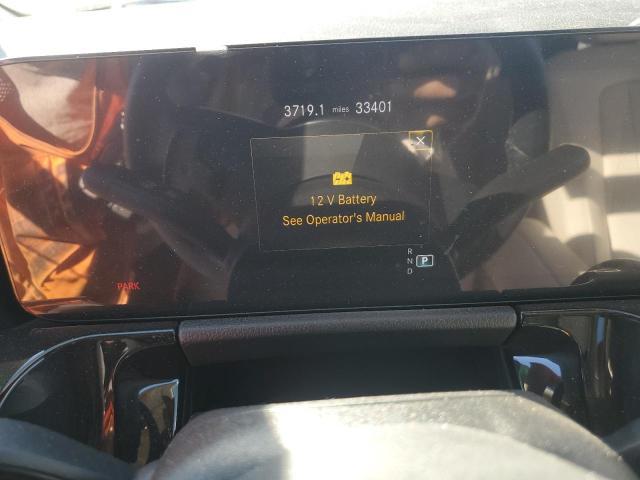 3719.1 miles 33401
12 V Battery
See Operator's Manual
R
N P
D
PARK